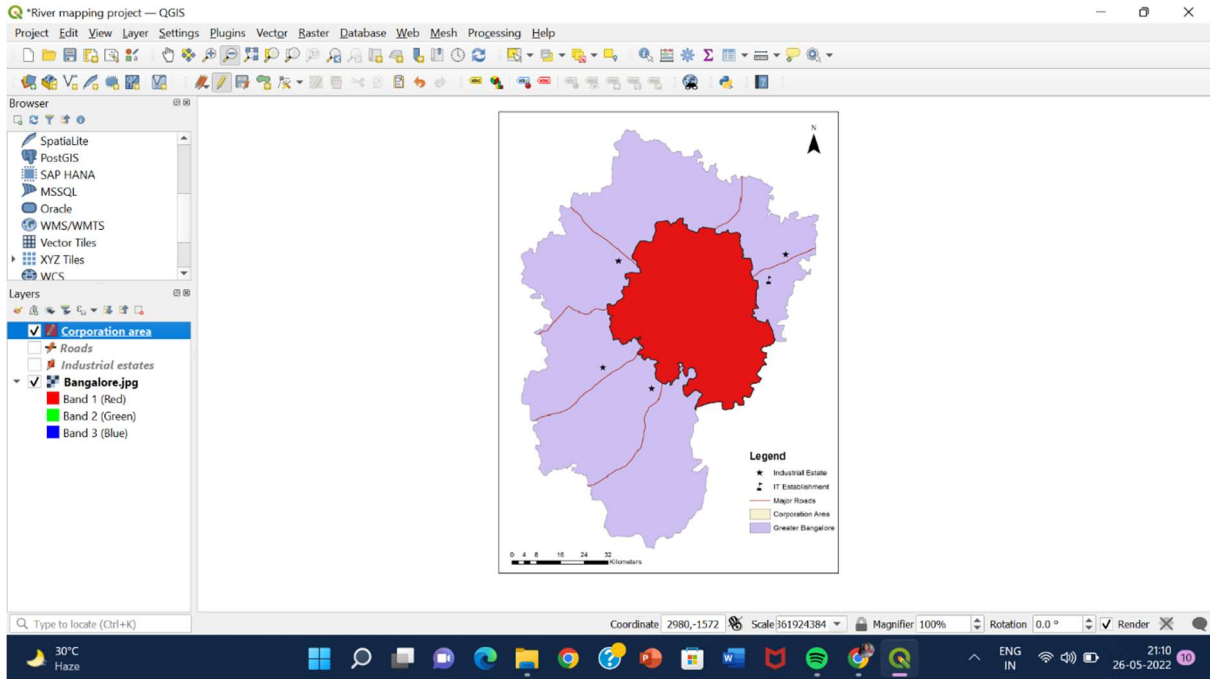 *River mapping project — QGIS
Project Edit View Layer Settings Plugins Vector Raster Database Web Mesh Processing Help
Browser
SpatiaLite
PostGIS
SAP HANA
MSSQL
Oracle
WMS/WMTS
Vector Tiles
XYZ Tiles
WCS
Layers
Corporation area
Roads
Industrial estates
Bangalore.jpg
Band 1 (Red)
Band 2 (Green)
Band 3 (Blue)
N
Legend
Industrial Estate
IT Establishment
Major Roads
Corporation Area
Greater Bangalore
0 4 8 16 24 32
Kilometers
Type to locate (Ctrl+K)
Coordinate 2980,-1572 Scale 361924384 Magnifier 100% Rotation 0.0 ° Render
30°C
Haze
ENG
IN
21:10
26-05-2022
10